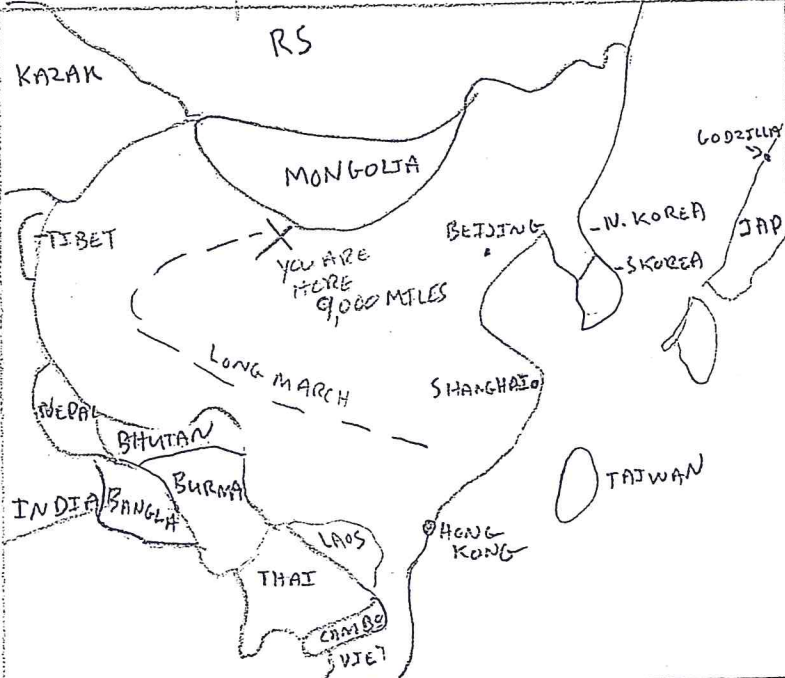 RS
KAZAK
GODZILLA
MONGOLIA
N. KOREA
BEIJING
JAP
TIBET
S KOREA
YOU ARE
HERE
9,000 MILES
LONG MARCH
SHANGHAI
NEPAL
BHUTAN
TAIWAN
BURMA
INDIA
BANGLA
HONG
KONG
LAOS
THAI
CAMBO
VIET